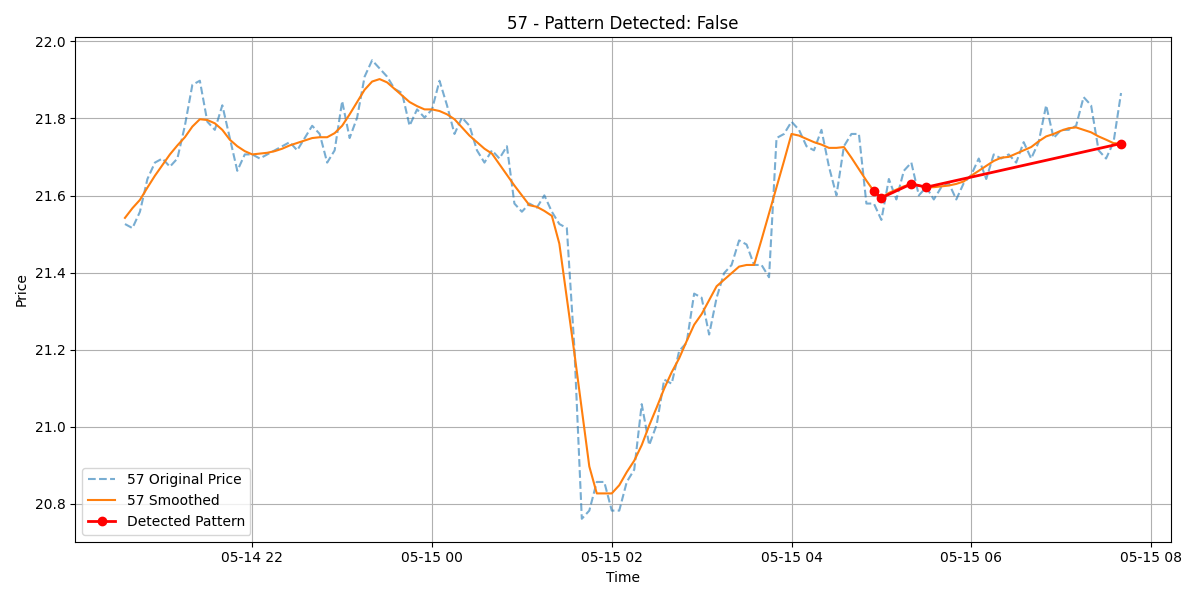 57 - Pattern Detected: False
Price
22.0
21.8
21.6
21.4
21.2
21.0
20.8
57 Original Price
57 Smoothed
Detected Pattern
05-14 22
05-15 00
05-15 02
05-15 04
05-15 06
05-15 08
Time